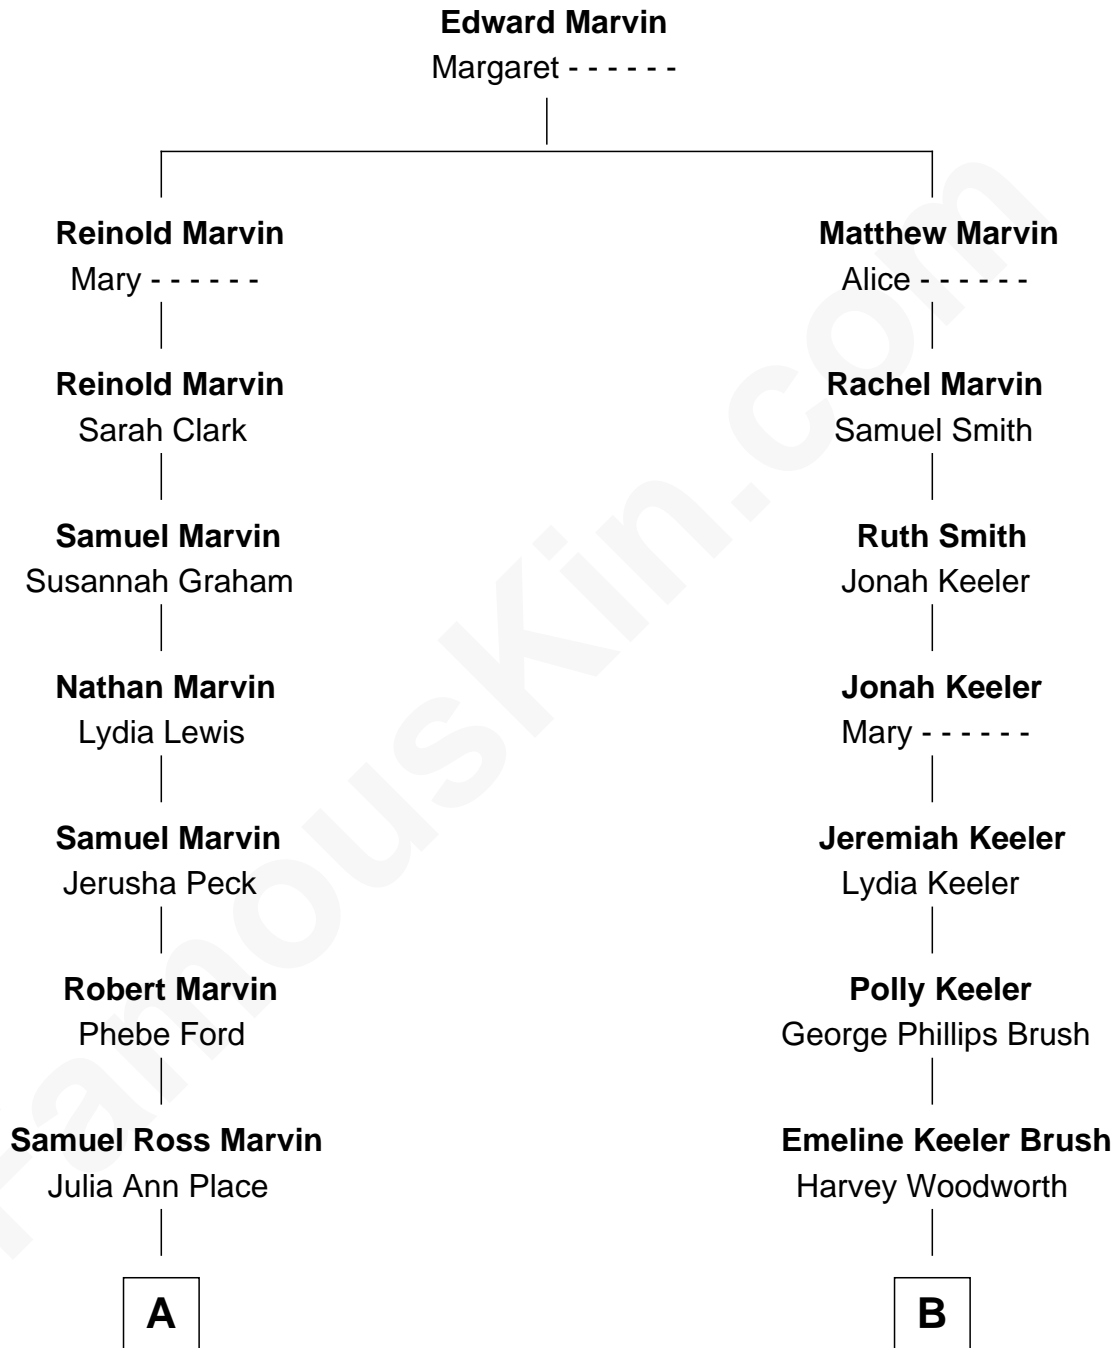 Edward Marvin
Margaret - - - - - -
Reinold Marvin
Mary - - - - - -
Matthew Marvin
Alice - - - - - -
Reinold Marvin
Sarah Clark
Rachel Marvin
Samuel Smith
Samuel Marvin
Susannah Graham
Ruth Smith
Jonah Keeler
Nathan Marvin
Lydia Lewis
Jonah Keeler
Mary - - - - - -
Samuel Marvin
Jerusha Peck
Jeremiah Keeler
Lydia Keeler
Robert Marvin
Phebe Ford
Polly Keeler
George Phillips Brush
Samuel Ross Marvin
Julia Ann Place
Emeline Keeler Brush
Harvey Woodworth
A
B
FamousKin.com